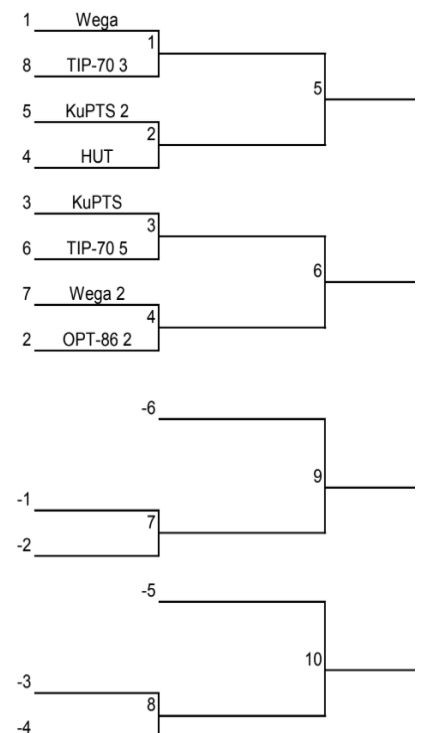 1 Wega
1
8 TIP-70 3
5
5 KuPTS 2
2
4 HUT
3 KuPTS
3
6 TIP-70 5
6
7 Wega 2
4
2 OPT-86 2
-6
9
-1
7
-2
-5
10
-3
8
-4